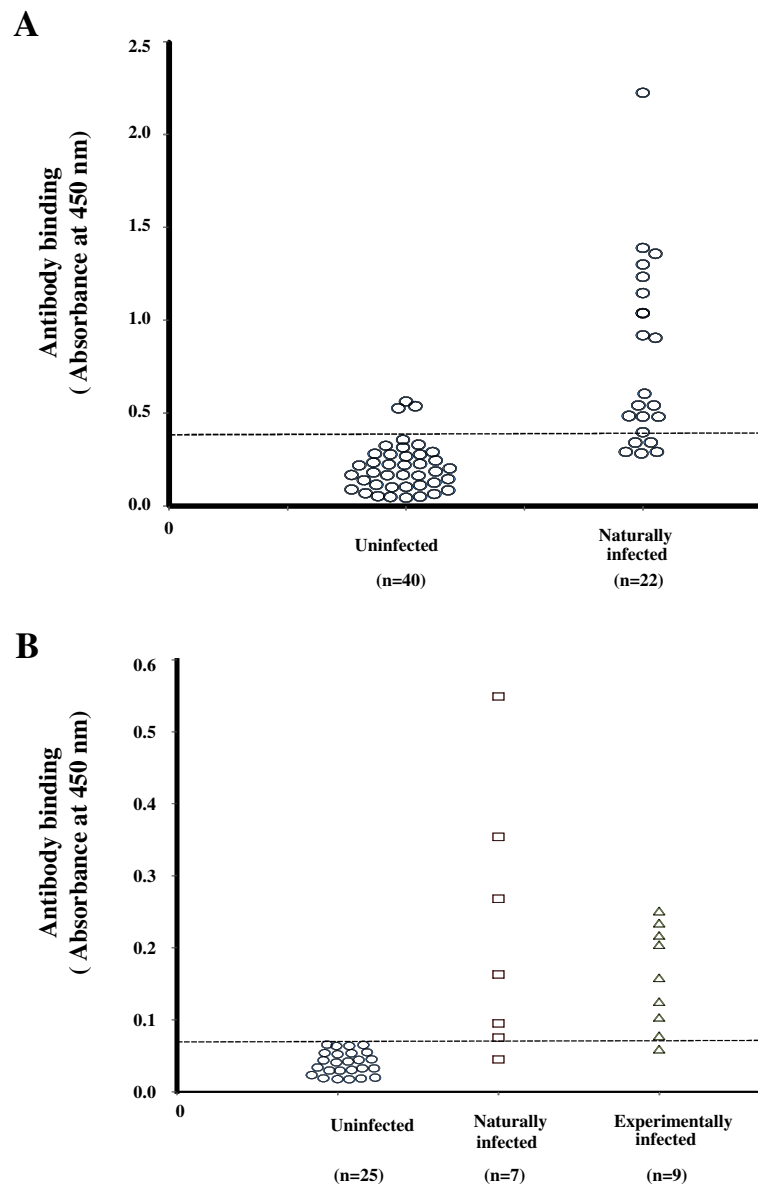 A
2.5
2.0
1.5
1.0
0.5
0.0
Antibody binding
( Absorbance at 450 nm)
0
Uninfected
Naturally
infected
(n=40)
(n=22)
B
0.6
0.5
0.4
0.3
0.2
0.1
0.0
Antibody binding
( Absorbance at 450 nm)
0
Uninfected
Naturally
infected
Experimentally
infected
(n=25)
(n=7)
(n=9)